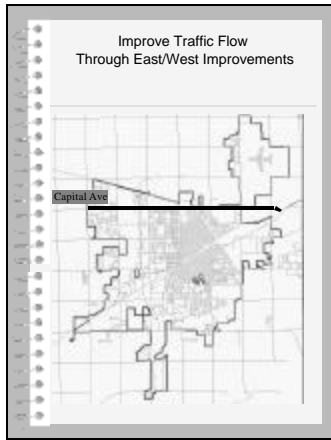 Improve Traffic Flow
Through East/West Improvements
Capital Ave